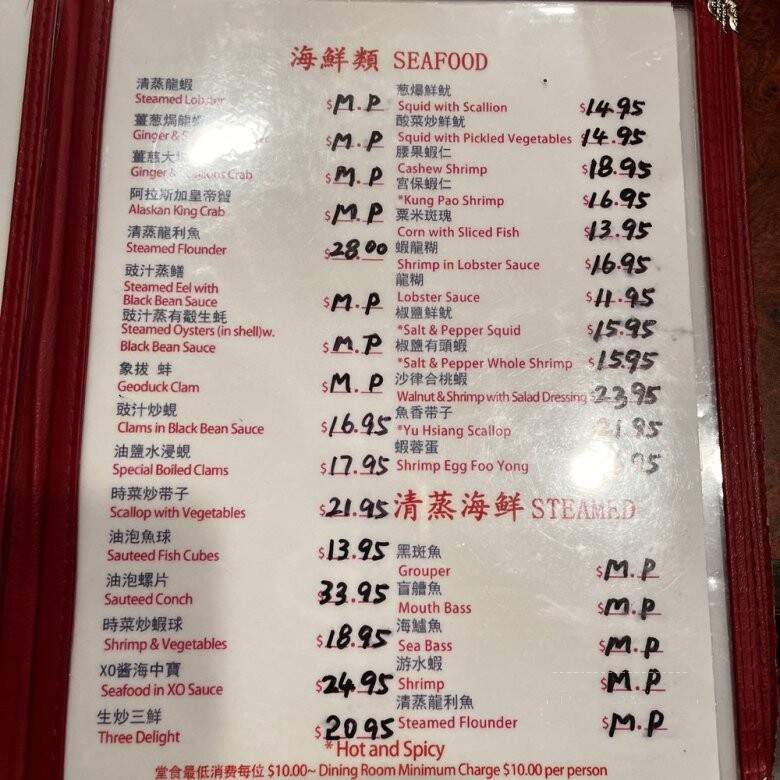 海鮮類 SEAFOOD
清蒸龍蝦
Steamed Lobster $M.P
薑葱焗龍
Ginger & $M.P
薑葱大
Ginger & Crab $M.P
阿拉斯加皇帝蟹
Alaskan King Crab $M.P
清蒸龍利魚
Steamed Flounder $28.00
豉汁蒸鱔
Steamed Eel with
Black Bean Sauce $M.P
豉汁蒸有殼生蚝
Steamed Oysters (in shell)w.
Black Bean Sauce $M.P
象拔 蚌
Geoduck Clam $M.P
豉汁炒蜆
Clams in Black Bean Sauce $16.95
油鹽水浸蜆
Special Boiled Clams $17.95
時菜炒带子
Scallop with Vegetables $21.95
油泡魚球
Sauteed Fish Cubes $13.95
油泡螺片
Sauteed Conch 33.95
時菜炒蝦球
Shrimp & Vegetables $18.95
XO酱海中寶
Seafood in XO Sauce $24.95
生炒三鮮
Three Delight $20.95
葱爆鮮魷
Squid with Scallion $14.95
酸菜炒鮮魷
Squid with Pickled Vegetables 14.95
腰果蝦仁
Cashew Shrimp $18.95
宫保蝦仁
*Kung Pao Shrimp $16.95
粟米斑瑰
Corn with Sliced Fish $13.95
蝦龍糊
Shrimp in Lobster Sauce $16.95
龍糊
Lobster Sauce $11.95
椒鹽鮮魷
*Salt & Pepper Squid $15.95
椒鹽有頭蝦
*Salt & Pepper Whole Shrimp $15.95
沙律合桃蝦
Walnut & Shrimp with Salad Dressing $23.95
魚香带子
*Yu Hsiang Scallop 21.95
蝦蓉蛋
Shrimp Egg Foo Yong .95
清蒸海鮮 STEAMED
黑斑魚
Grouper $M.P
盲艚魚
Mouth Bass $M.P
海鱸魚
Sea Bass $M.P
游水蝦
Shrimp $M.P
清蒸龍利魚
Steamed Flounder $M.P
*Hot and Spicy
堂食最低消费每位 $10.00~ Dining Room Minimum Charge $10.00 per person